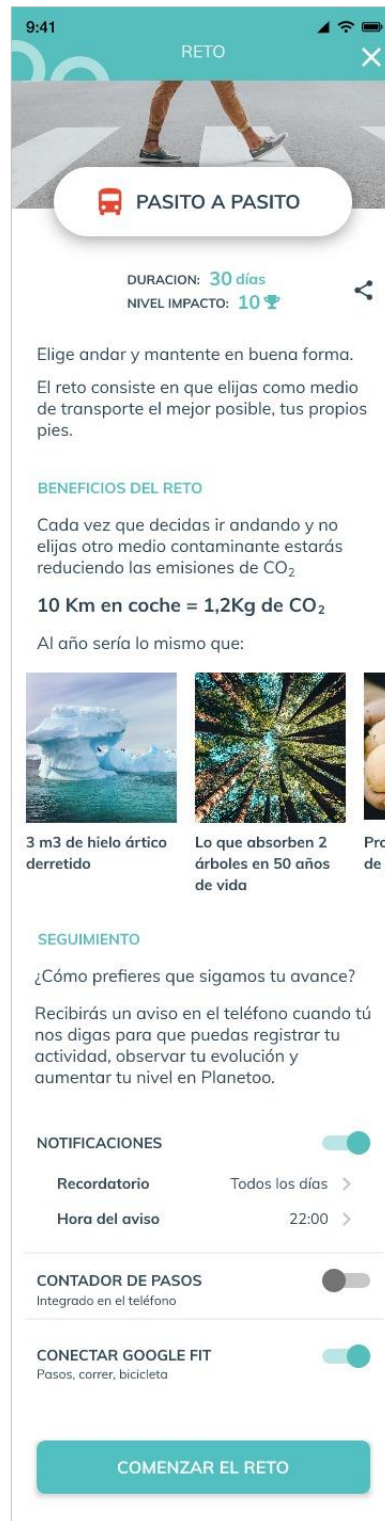 9:41
RETO
PASITO A PASITO
DURACION: 30 días
NIVEL IMPACTO: 10
Elige andar y mantente en buena forma.
El reto consiste en que elijas como medio
de transporte el mejor posible, tus propios
pies.
BENEFICIOS DEL RETO
Cada vez que decidas ir andando y no
elijas otro medio contaminante estarás
reduciendo las emisiones de CO₂
10 Km en coche = 1,2Kg de CO₂
Al año sería lo mismo que:
3 m3 de hielo ártico
derretido
Lo que absorben 2
árboles en 50 años
de vida
de
SEGUIMIENTO
¿Cómo prefieres que sigamos tu avance?
Recibirás un aviso en el teléfono cuando tú
nos digas para que puedas registrar tu
actividad, observar tu evolución y
aumentar tu nivel en Planetoo.
NOTIFICACIONES
Recordatorio Todos los días
Hora del aviso 22:00
CONTADOR DE PASOS
Integrado en el teléfono
CONECTAR GOOGLE FIT
Pasos, correr, bicicleta
COMENZAR EL RETO